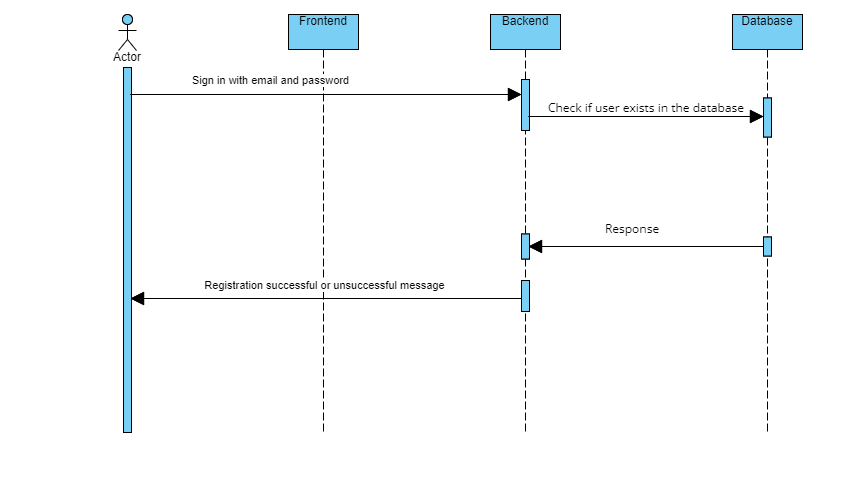 Frontend
Backend
Database
Actor
Sign in with email and password
Check if user exists in the database
Response
Registration successful or unsuccessful message